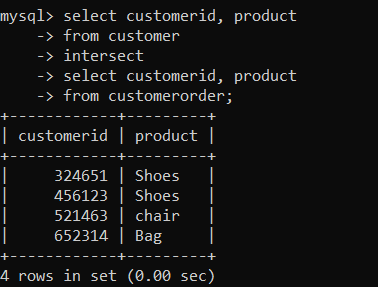 mysql> select customerid, product
    -> from customer
    -> intersect
    -> select customerid, product
    -> from customerorder;
+------------+---------+
| customerid | product |
+------------+---------+
|     324651 | Shoes   |
|     456123 | Shoes   |
|     521463 | chair   |
|     652314 | Bag     |
+------------+---------+
4 rows in set (0.00 sec)